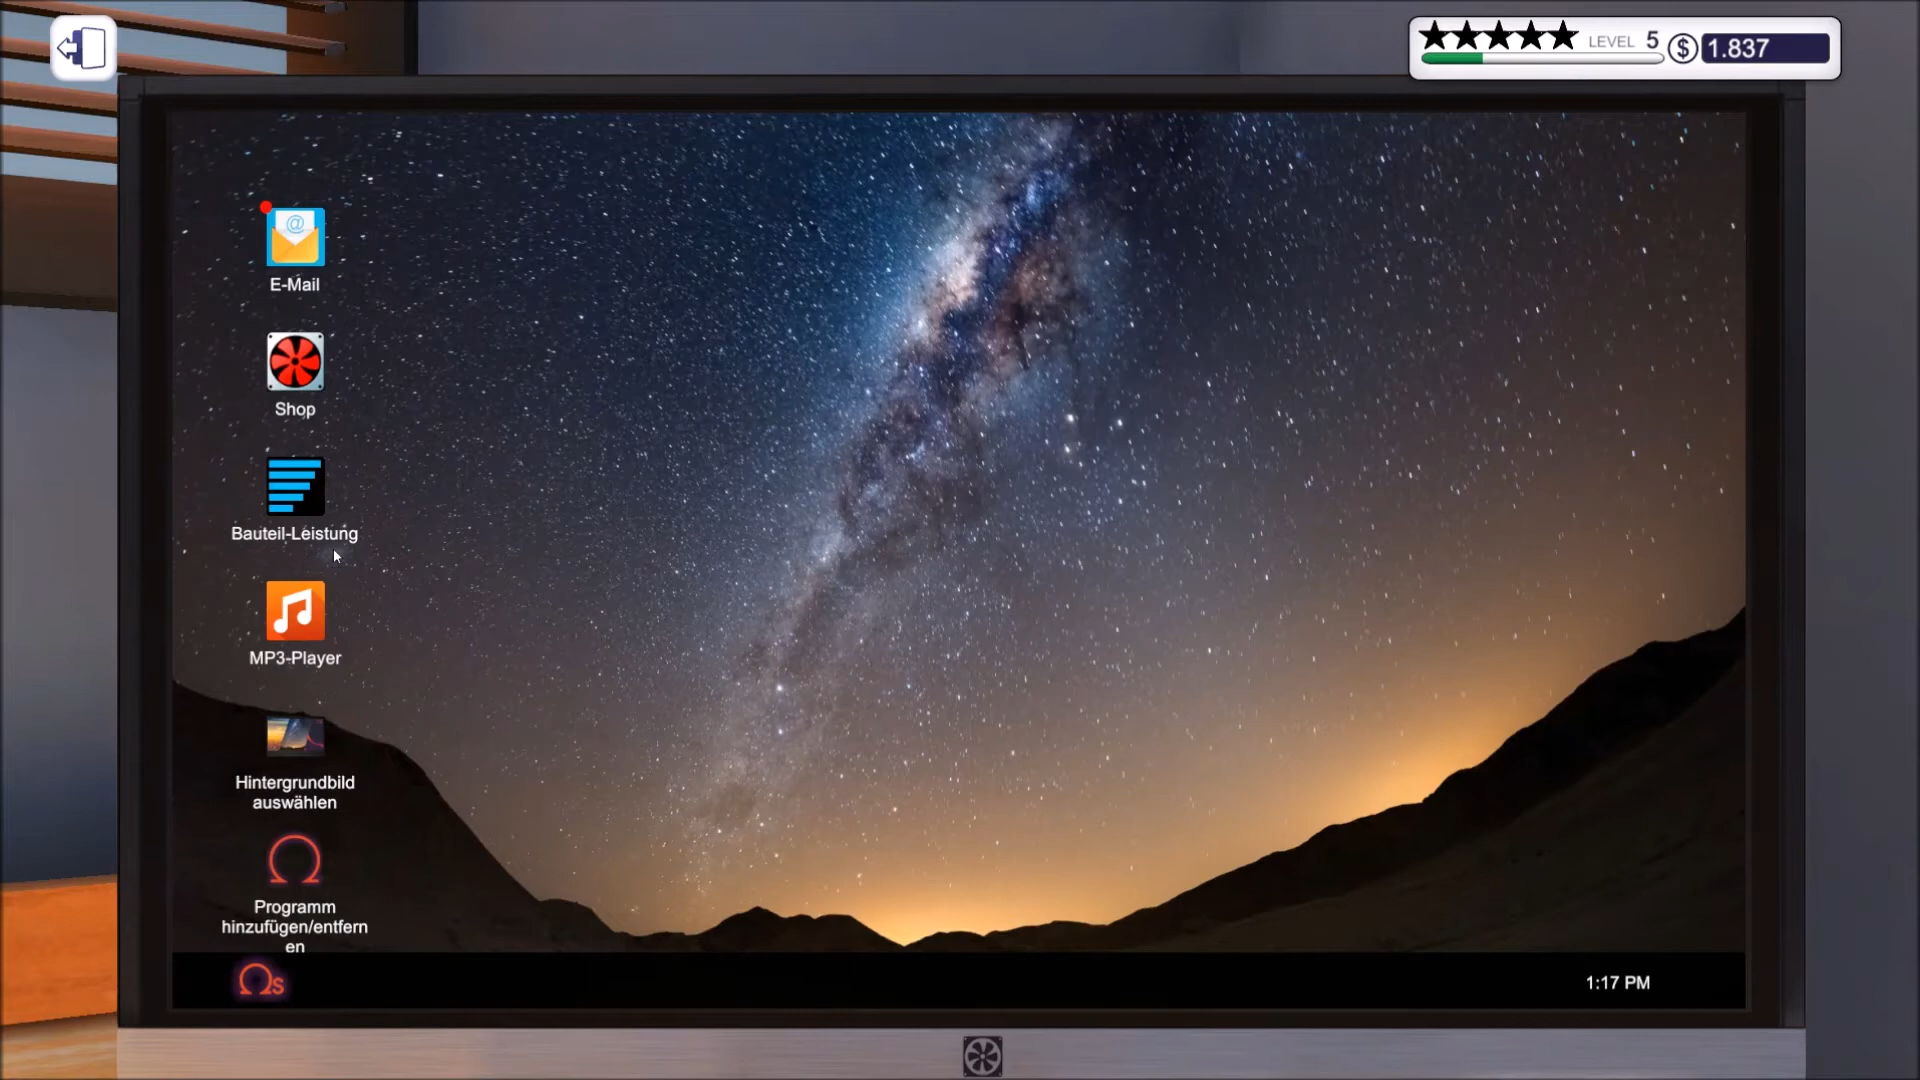 LEVEL 5 $ 1.837
@
E-Mail
Shop
Bauteil-Leistung
MP3-Player
Hintergrundbild
auswählen
Programm
hinzufügen/entfern
en
Ωs
1:17 PM